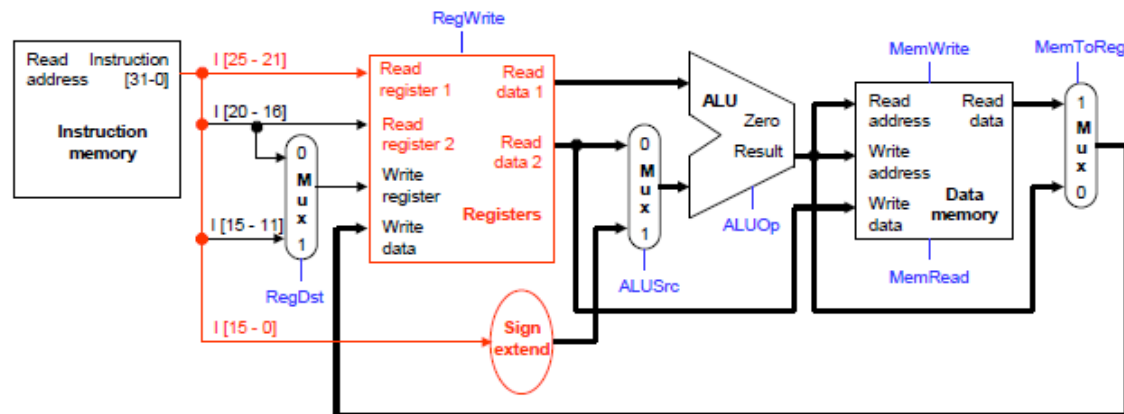 RegWrite
MemWrite
MemToReg
Read Instruction
address [31-0]
Instruction
memory
I [25 - 21]
I [20 - 16]
I [15 - 11]
I [15 - 0]
0
M
u
x
1
RegDst
Read
register 1
Read
data 1
Read
register 2
Read
data 2
Write
register
Write
data
Registers
Sign
extend
0
M
u
x
1
ALUSrc
ALU
Zero
Result
ALUOp
Read
address
Read
data
Write
address
Write
data
Data
memory
MemRead
1
M
u
x
0